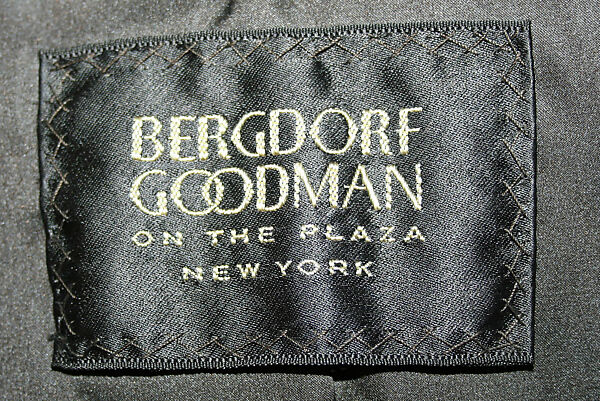 BERGDORF
GOODMAN
ON THE PLAZA
NEW YORK